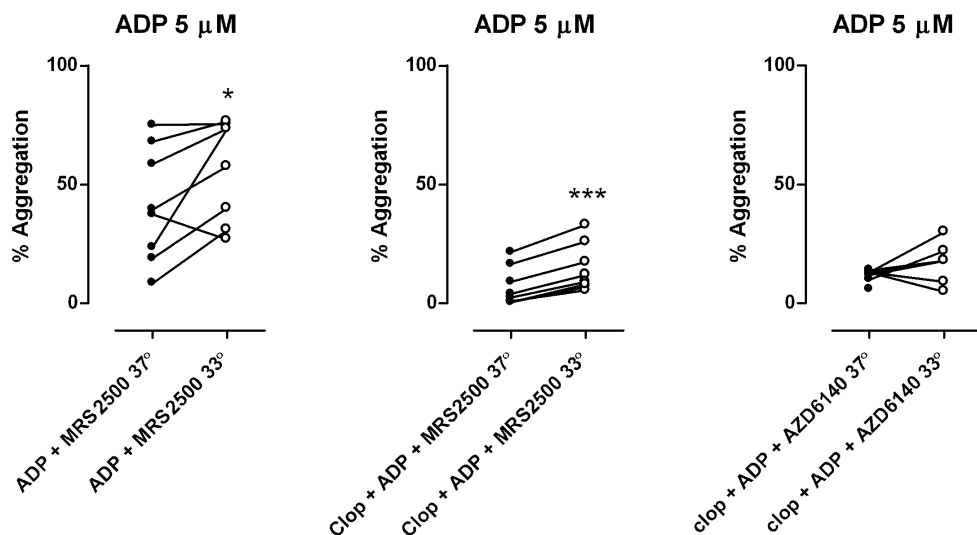 ADP 5 μM
100
50
0
% Aggregation
*
ADP + MRS2500 37°
ADP + MRS2500 33°
ADP 5 μM
100
50
0
% Aggregation
***
Clop + ADP + MRS2500 37°
Clop + ADP + MRS2500 33°
ADP 5 μM
100
50
0
% Aggregation
clop + ADP + AZD6140 37°
clop + ADP + AZD6140 33°